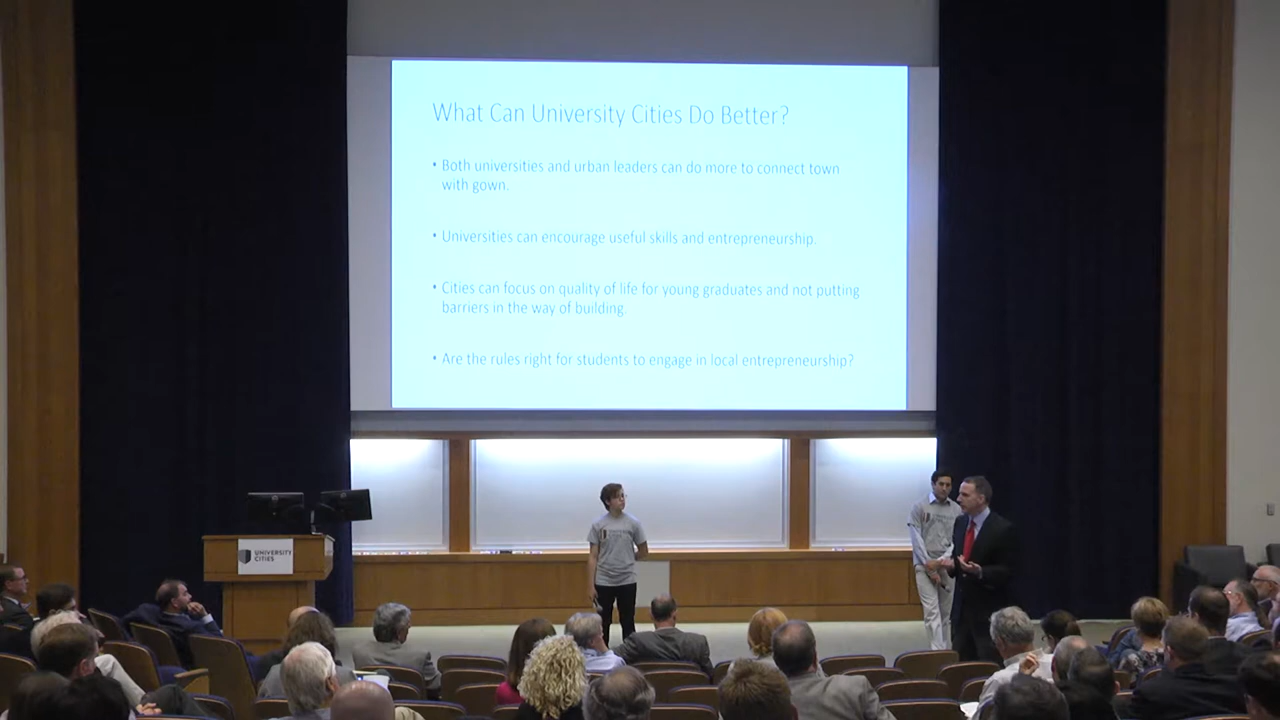 What Can University Cities Do Better?
• Both universities and urban leaders can do more to connect town
with gown.
• Universities can encourage useful skills and entrepreneurship.
• Cities can focus on quality of life for young graduates and not putting
barriers in the way of building.
• Are the rules right for students to engage in local entrepreneurship?
UNIVERSITY
CITIES